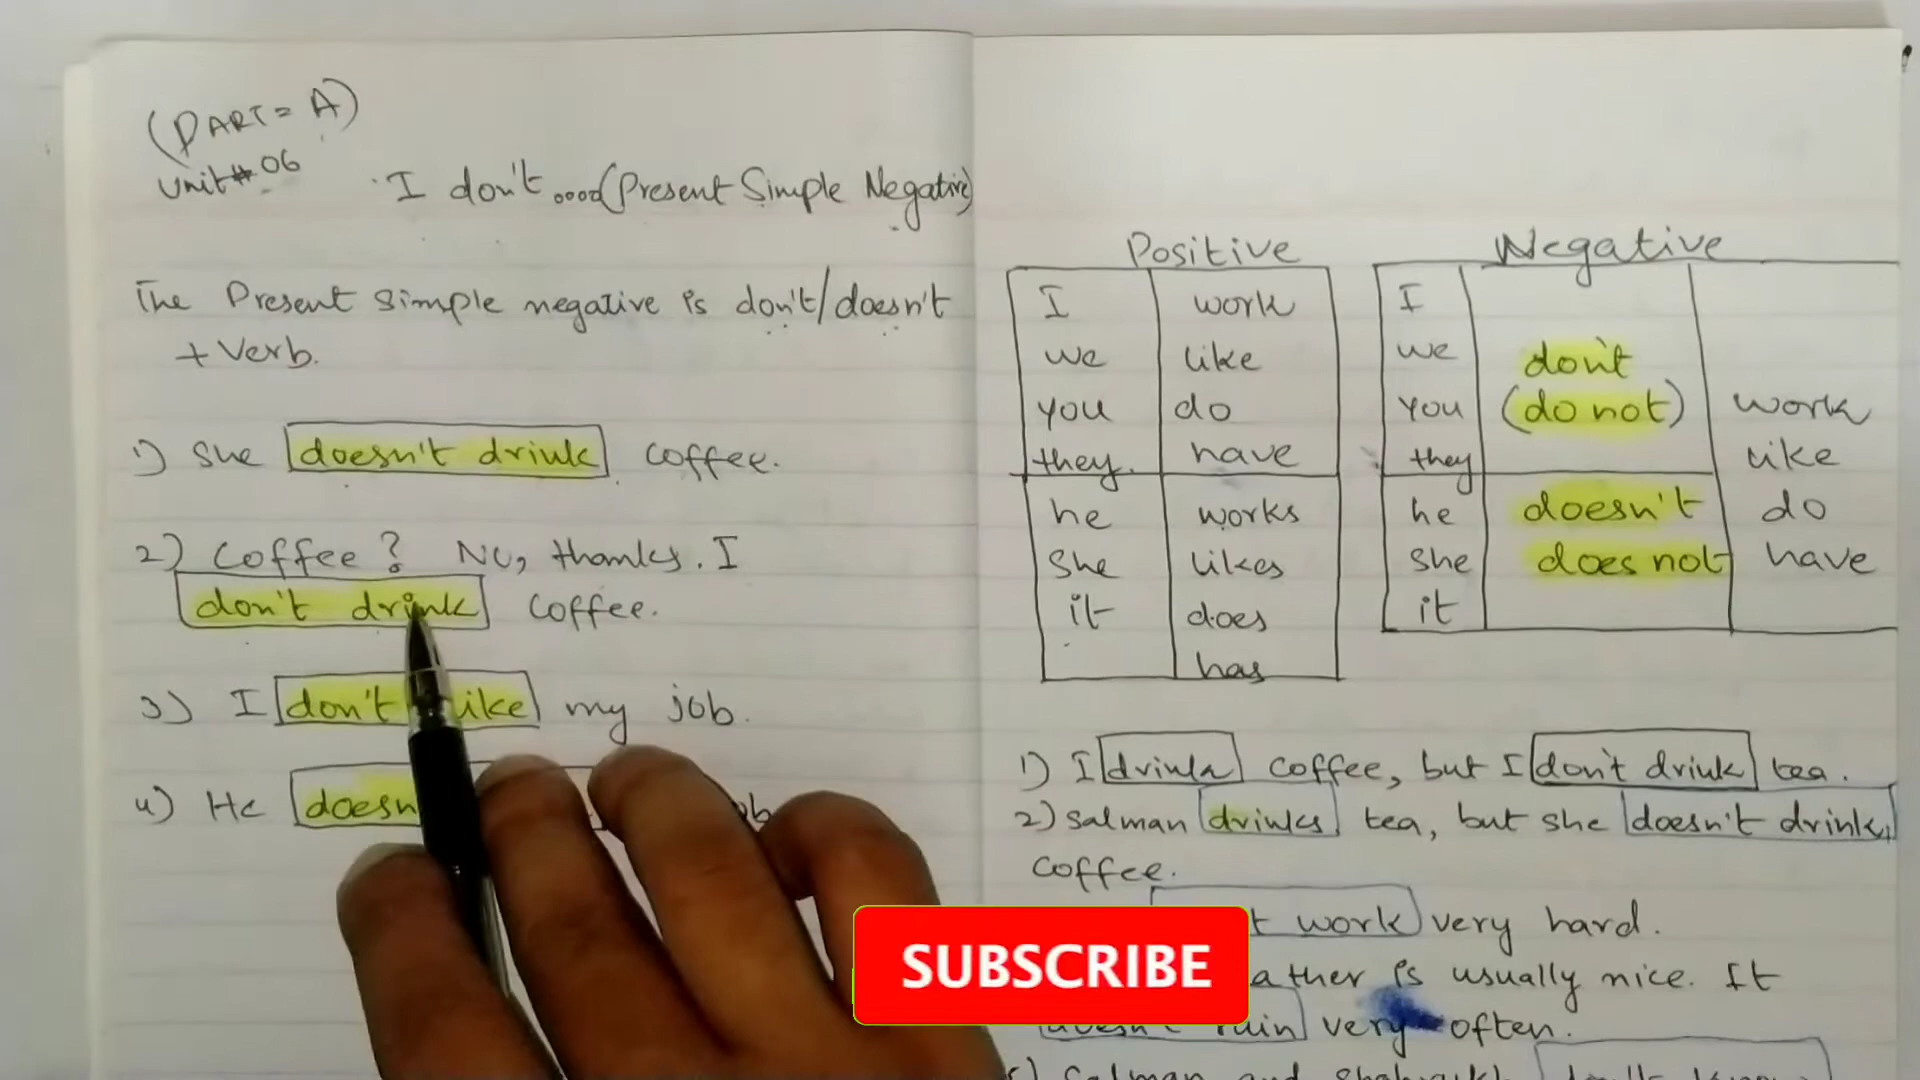 (PART = A)
Unit # 06
I don't ....(Present Simple Negative)
The Present Simple negative is don't/doesn't
+ Verb.
1) She doesn't drink coffee.
2) Coffee? No, thanks. I
don't drink coffee.
3) I don't like my job.
4) He doesn
Positive
I work
we like
you do
they. have
he works
she likes
it does
has
Negative
I
we don't
you (do not) work
they like
he doesn't do
she does not have
it
1) I drink coffee, but I don't drink tea.
2) Salman drinks tea, but she doesn't drink
coffee.
work very hard.
is usually nice. It
doesn't rain very often.
Salman and
SUBSCRIBE